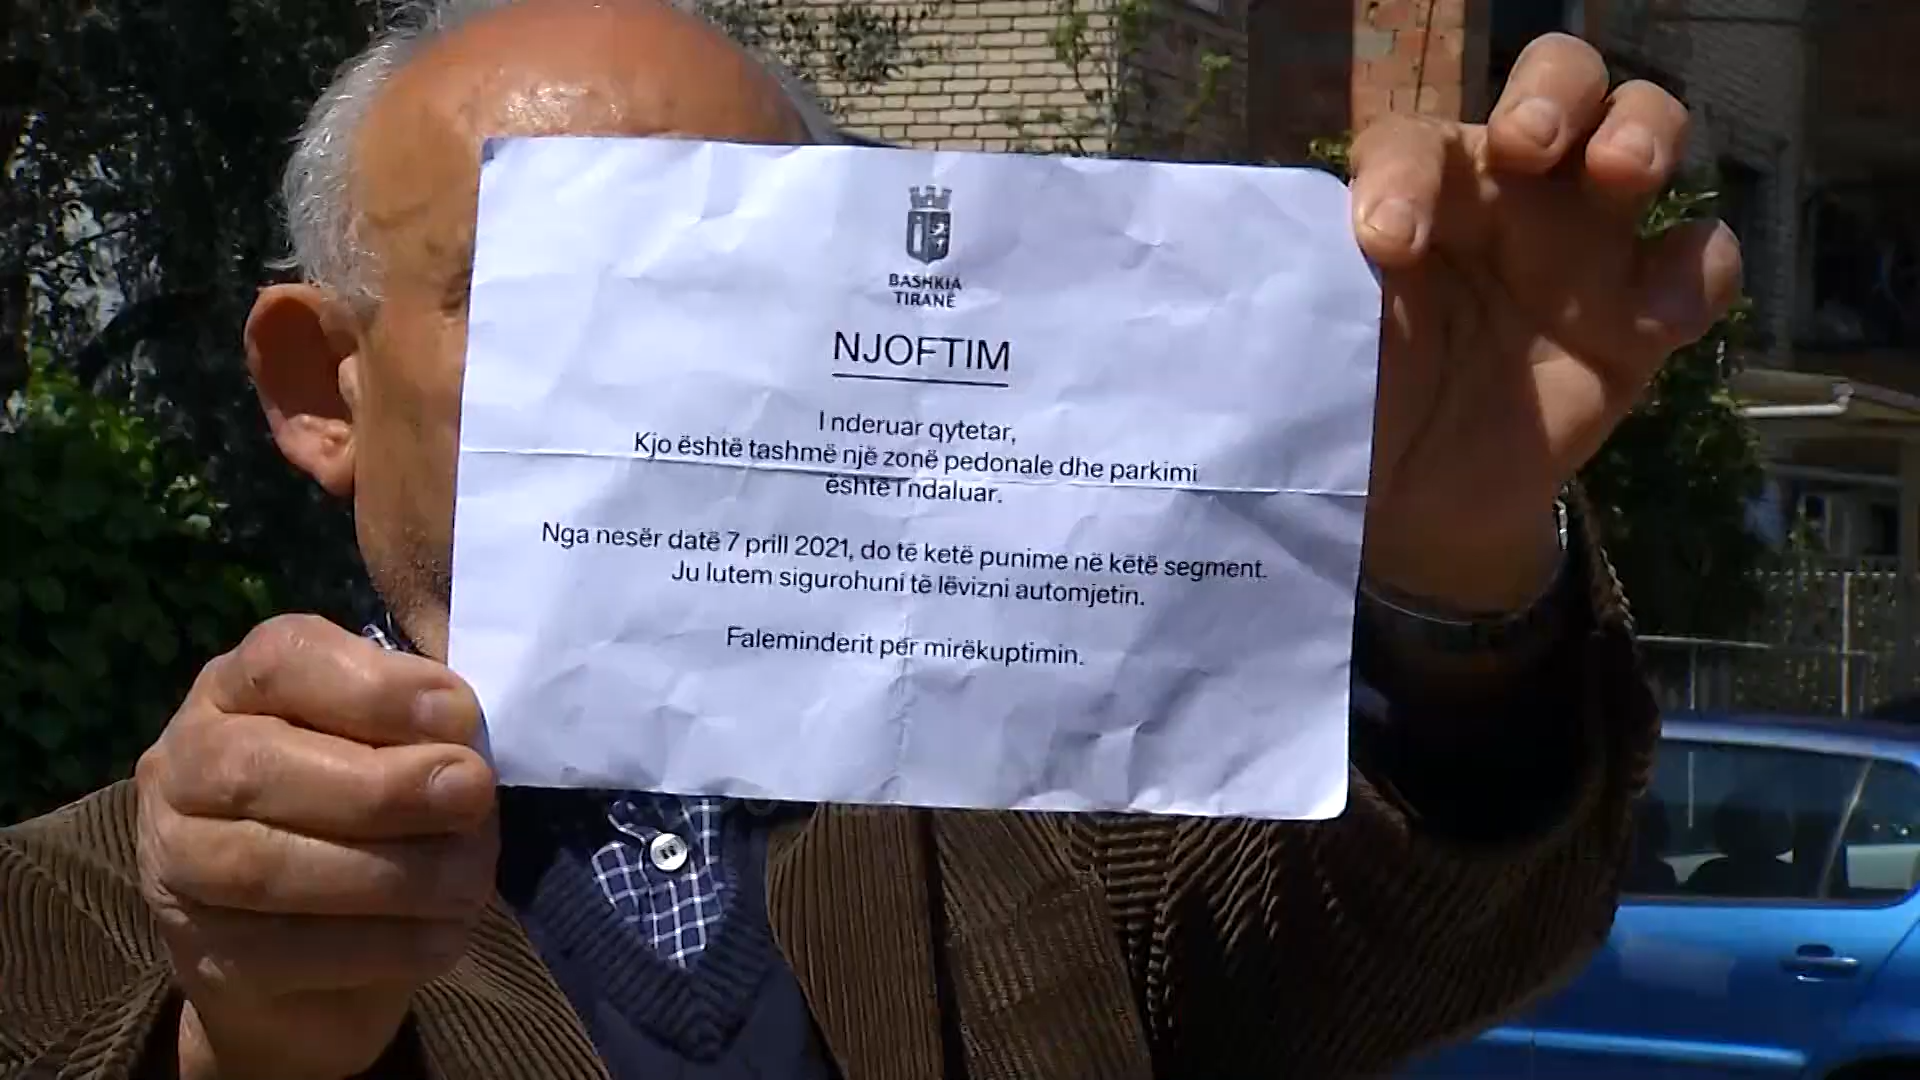 BASHKIA
TIRANË
NJOFTIM
I nderuar qytetar,
Kjo është tashmë një zonë pedonale dhe parkimi
është i ndaluar.
Nga nesër datë 7 prill 2021, do të ketë punime në këtë segment.
Ju lutem sigurohuni të lëvizni automjetin.
Faleminderit për mirëkuptimin.